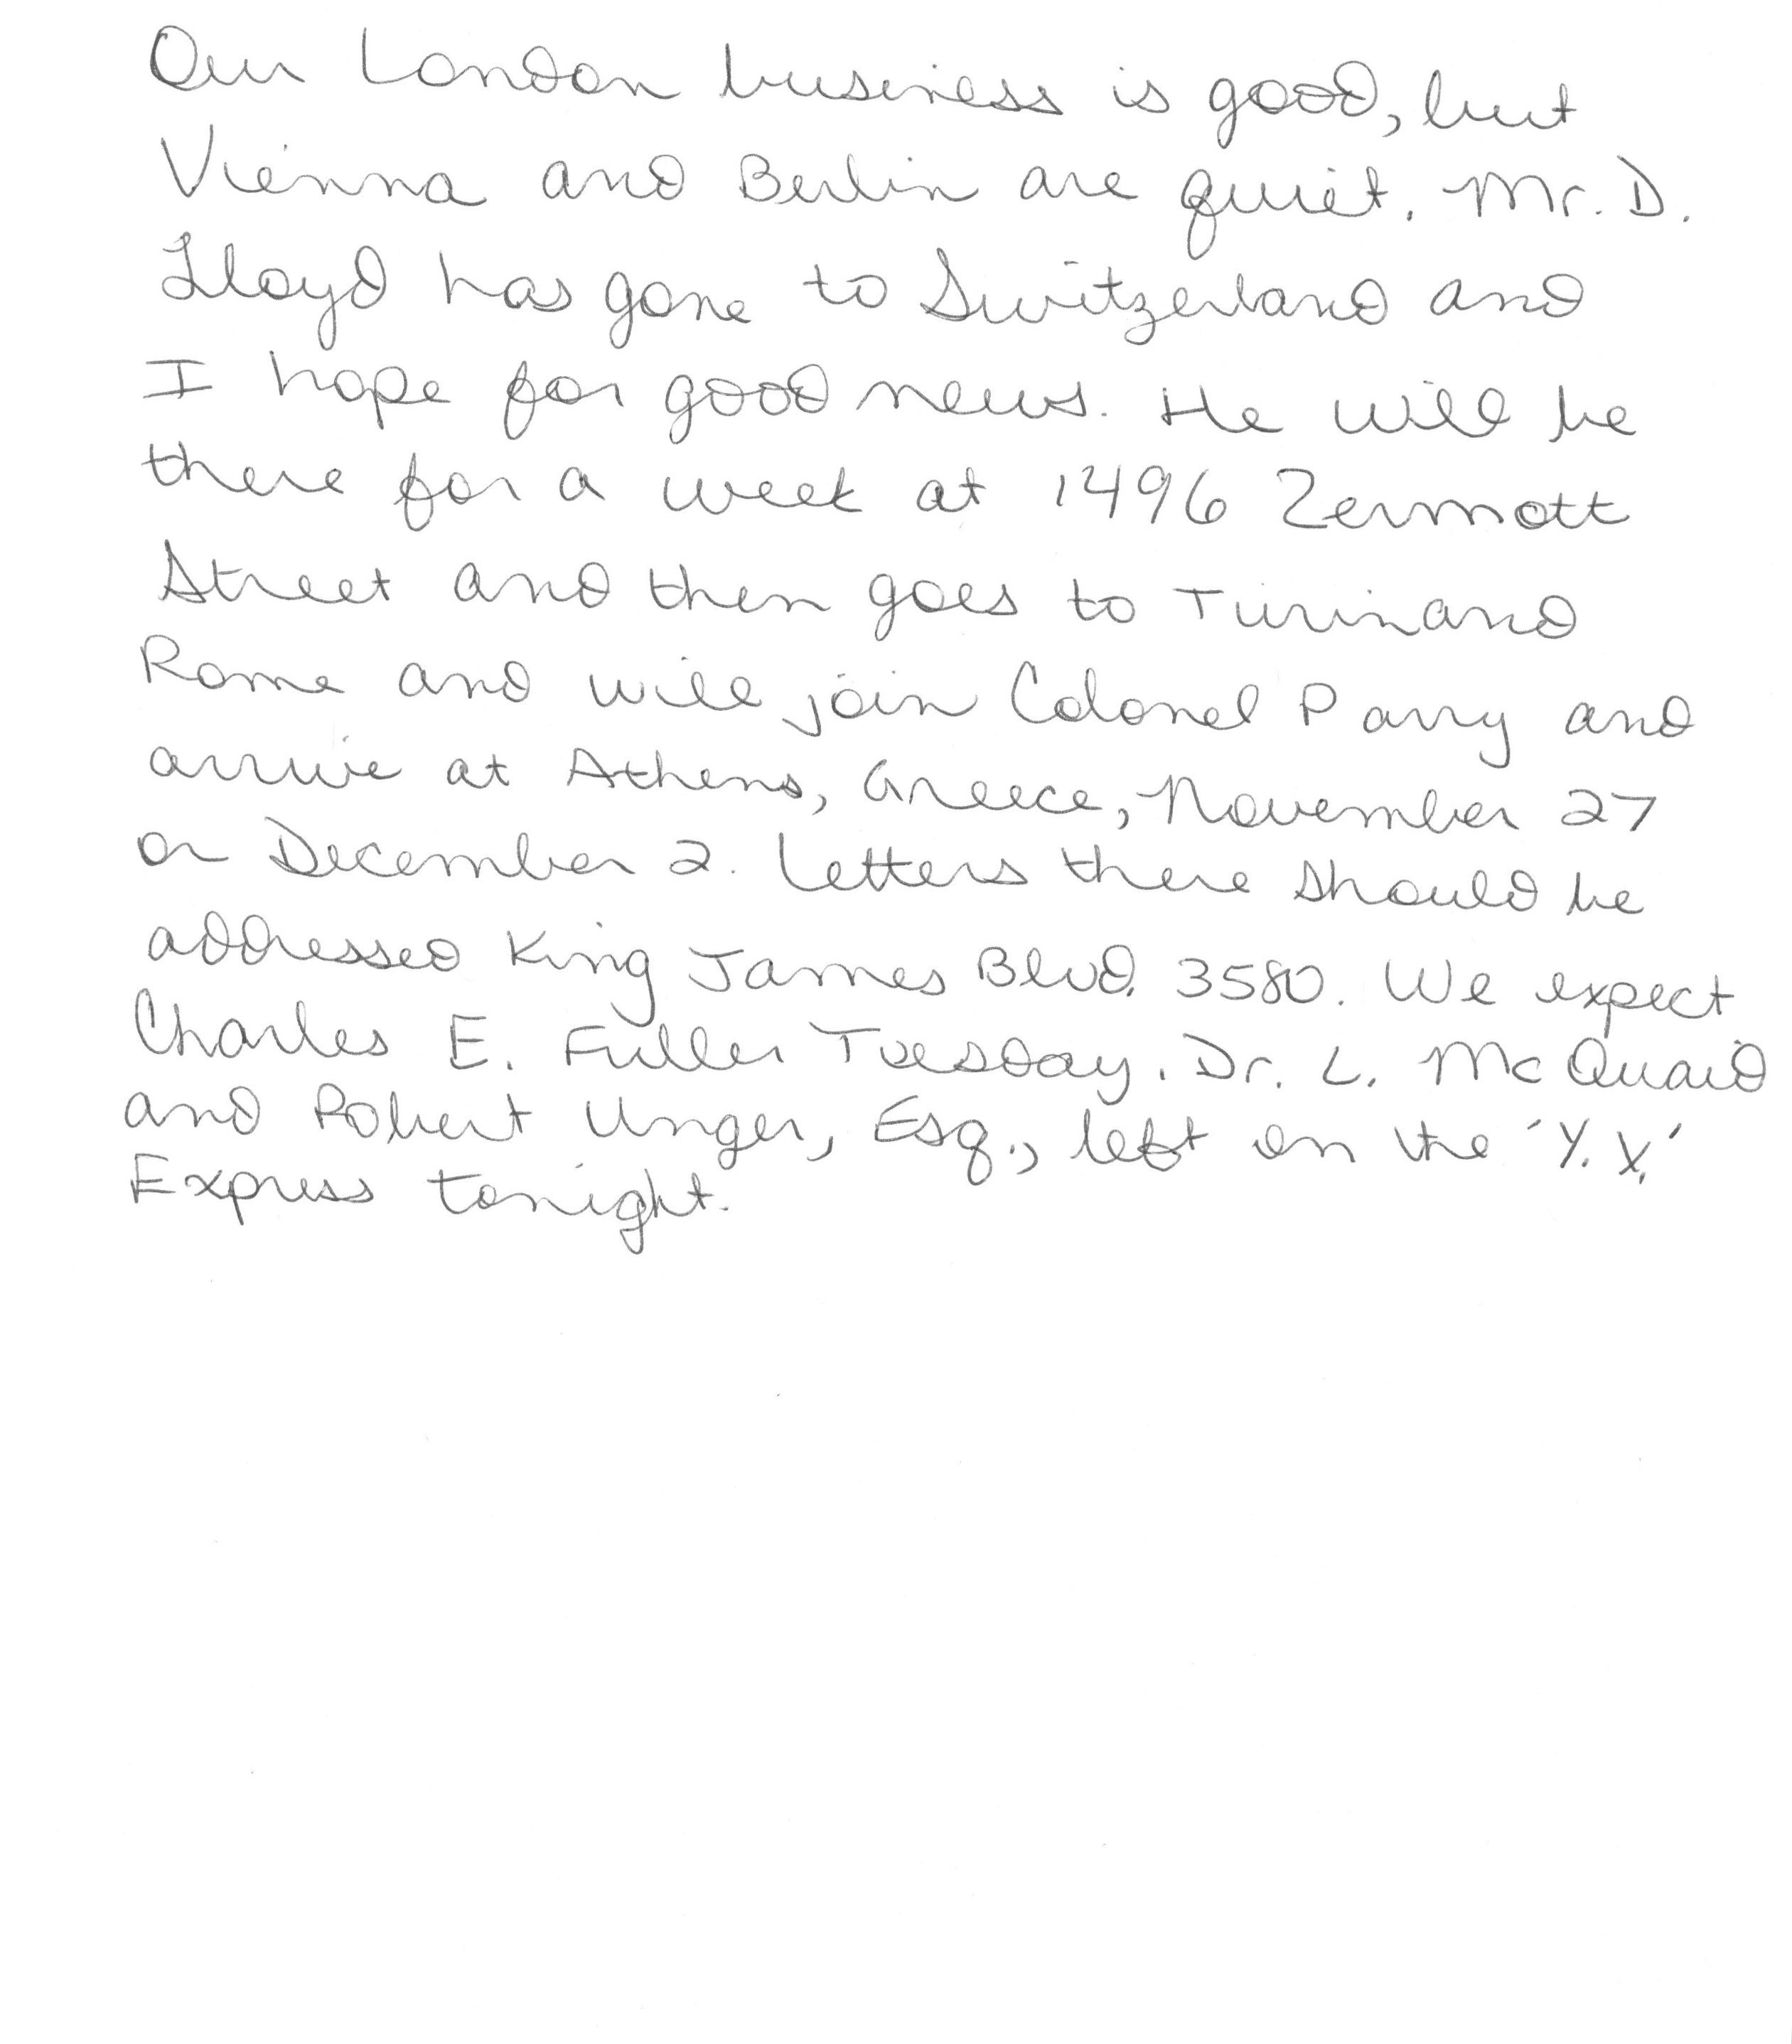 Our London business is good, but
Vienna and Berlin are quiet. Mr. D.
Lloyd has gone to Switzerland and
I hope for good news. He will be
there for a week at 1496 Zermott
Street and then goes to Turin and
Rome and will join Colonel Parry and
arrive at Athens, Greece, November 27
or December 2. Letters there should be
addressed King James Blvd. 3580. We expect
Charles E. Fuller Tuesday. Dr. L. McQuaid
and Robert Unger, Esq., left on the 'Y.X.'
Express tonight.